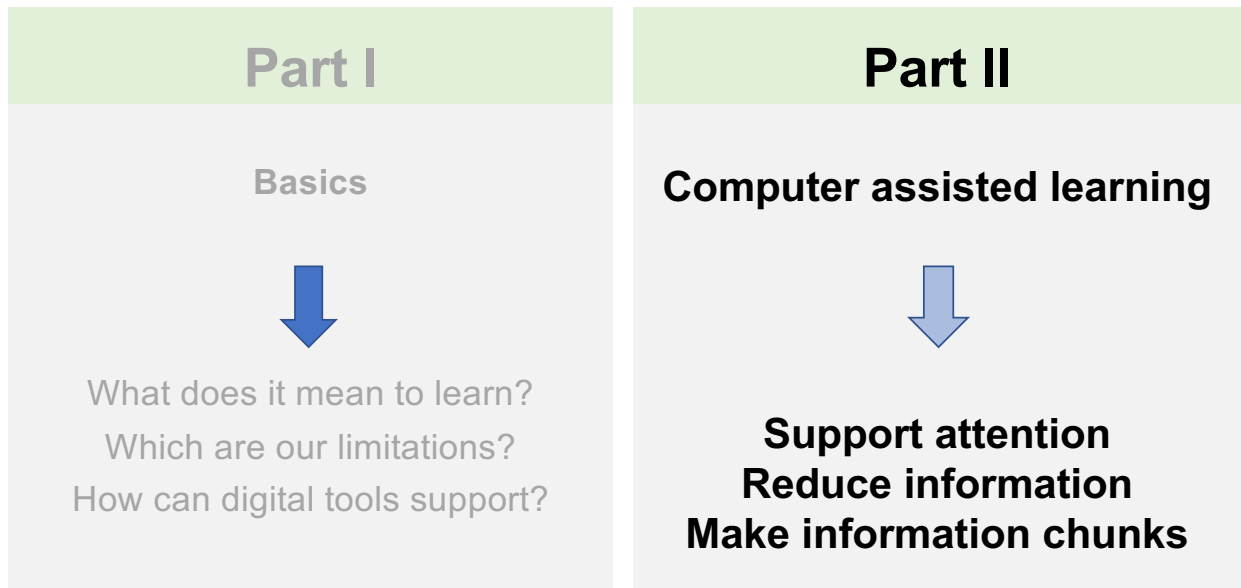 Part I
Basics
What does it mean to learn?
Which are our limitations?
How can digital tools support?
Part II
Computer assisted learning
Support attention
Reduce information
Make information chunks